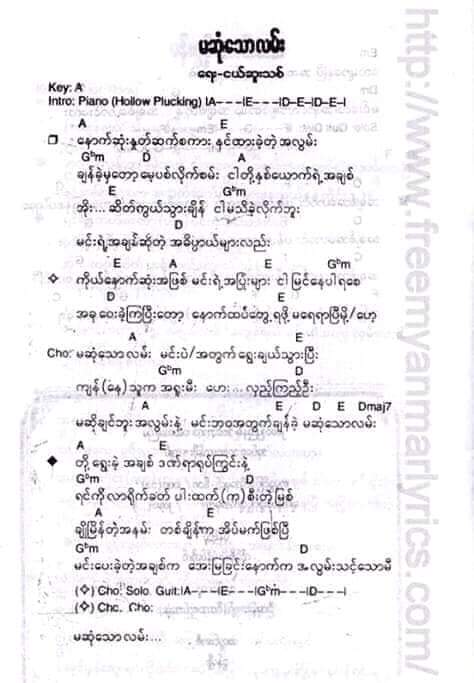 မဆုံသောလမ်း
ရေး-ငယ်ဆူးသစ်
Key: A
Intro: Piano (Hollow Plucking) IA- - -IE- - -ID-E-ID-E-I
A E
❒ နောက်ဆုံးနှုတ်ဆက်စကား, နှင်ထားခဲ့တဲ့အလွမ်း
Gᵇm D A
ချန်ခဲ့မှတော့မေ့ပစ်လိုက်စမ်း ငါတို့နှစ်ယောက်ရဲ့အချစ်
E Gᵇm
အိုး... ဆိတ်ကွယ်သွားချိန် ငါမသိခဲ့လိုက်ဘူး
D
မင်းရဲ့အချန်ဆိုတဲ့ အဓိပ္ပာယ်များလည်း
E A E Gᵇm
❖ ကိုယ်နောက်ဆုံးအဖြစ် မင်းရဲ့အပြုံးများ ငါမြင်နေပါရစေ
D E
အခုဝေးခဲ့ကြပြီးတော့ နောက်ထပ်တွေ့ရဖို့ မရေရာပြီမို့/ဟေ့
A E
Cho: မဆုံသောလမ်း မင်းပဲ/အတွက်ရွေးချယ်သွားပြီး
Gᵇm D
ကျန်(နေ)သူက အရူးမီး ဟေး...လှည့်ကြည့်ဦး
A E D E Dmaj7
မဆိုချင်ဘူးအလွမ်းနဲ့ မင်းဘဝအတွက်ချန်ခဲ့ မဆုံသောလမ်း
A E
◆ တို့ရွေးခဲ့အချစ် ဒဏ်ရာရုပ်ကြွင်းနဲ့
Gᵇm D
ရင်ကိုလာရိုက်ခတ် ပါးထက်(က)စီးတဲ့မြစ်
A E
ချိုမြိန်တဲ့အနမ်း တစ်ချိန်က အိပ်မက်ဖြစ်ပြီ
Gᵇm D
မင်းပေးခဲ့တဲ့အချစ်က အေးမြခြင်းနောက်က အလွမ်းသင့်သောမီ
(❖) Cho: Solo. Guit:IA-- - -IE- - - -IGᵇm- - - -ID- - - -I
(❖) Cho. Cho:
မဆုံသောလမ်း...
http://www.freemyanmarlyrics.com/